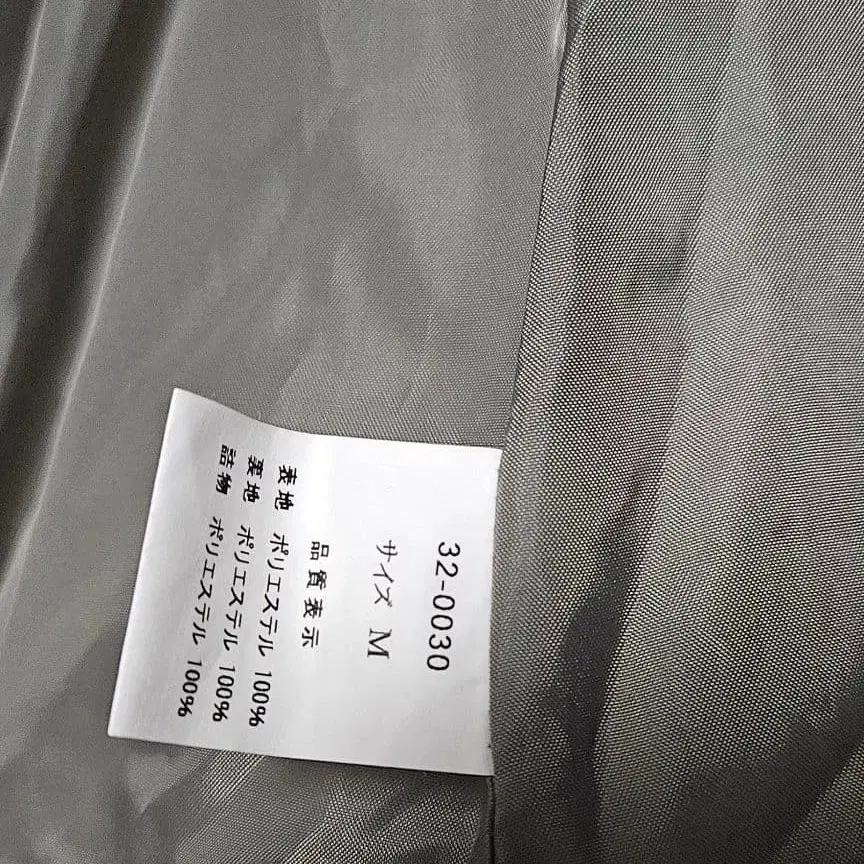 32-0030
サイズ M
品質表示
表地 ポリエステル 100%
裏地 ポリエステル 100%
詰物 ポリエステル 100%